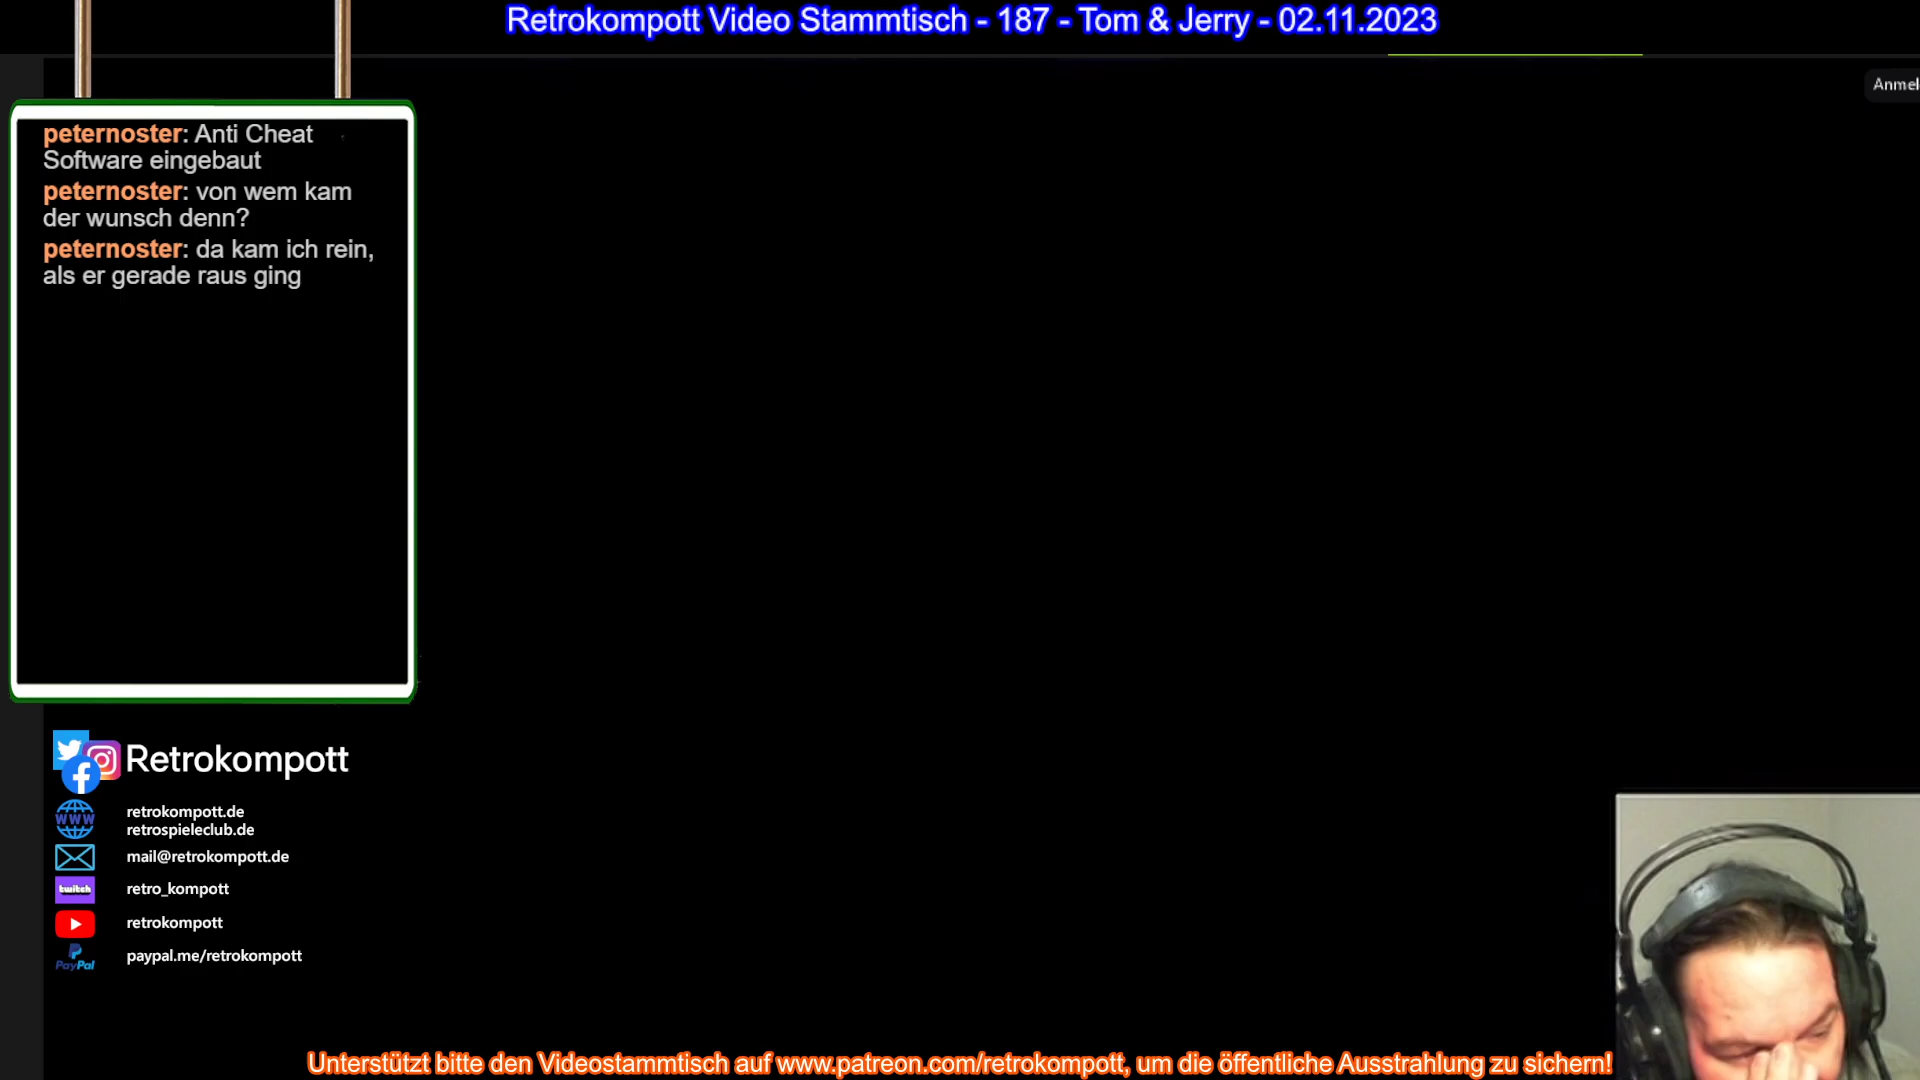 Retrokompott Video Stammtisch - 187 - Tom & Jerry - 02.11.2023
Anmel
peternoster: Anti Cheat
Software eingebaut
peternoster: von wem kam
der wunsch denn?
peternoster: da kam ich rein,
als er gerade raus ging
Retrokompott
WWW
retrokompott.de
retrospieleclub.de
mail@retrokompott.de
twitch
retro_kompott
retrokompott
PayPal
paypal.me/retrokompott
Unterstützt bitte den Videostammtisch auf www.patreon.com/retrokompott, um die öffentliche Ausstrahlung zu sichern!